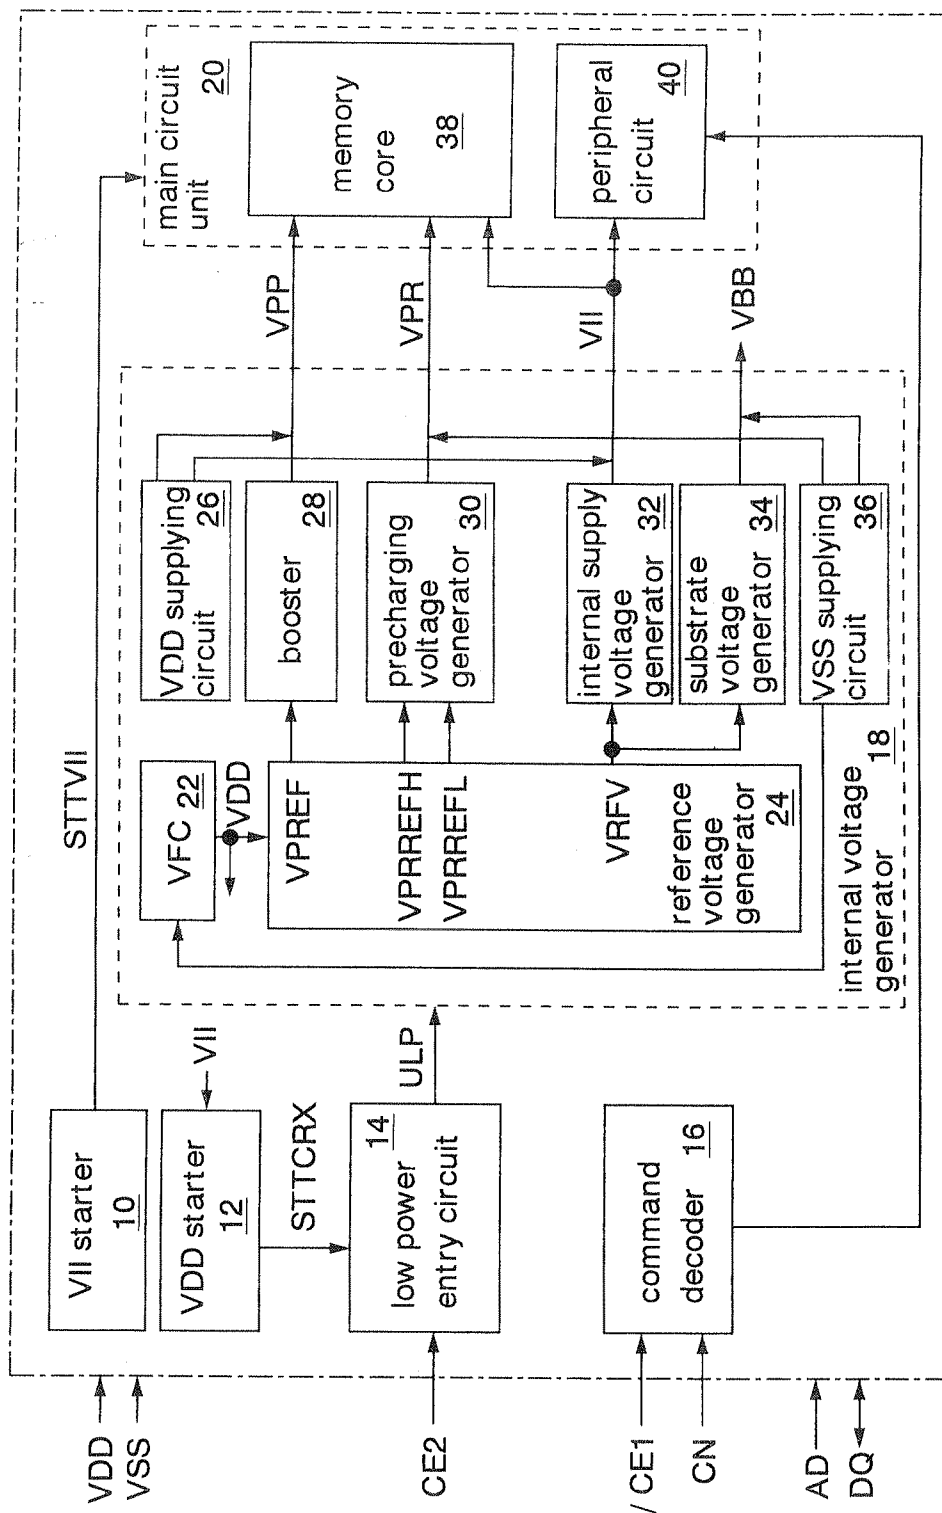 VDD
VSS
CE2
/ CE1
CN
AD
DQ
VII starter
10
VDD starter
12
VII
STTCRX
low power
entry circuit
14
ULP
command
decoder
16
STTVII
VFC 22
VDD
VPREF
VPRREFH
VPRREFL
VRFV
reference
voltage
generator
24
VDD supplying
circuit
26
booster
28
precharging
voltage
generator
30
internal supply
voltage
generator
32
substrate
voltage
generator
34
VSS supplying
circuit
36
internal voltage
generator
18
VPP
VPR
VII
VBB
main circuit
unit
20
memory
core
38
peripheral
circuit
40